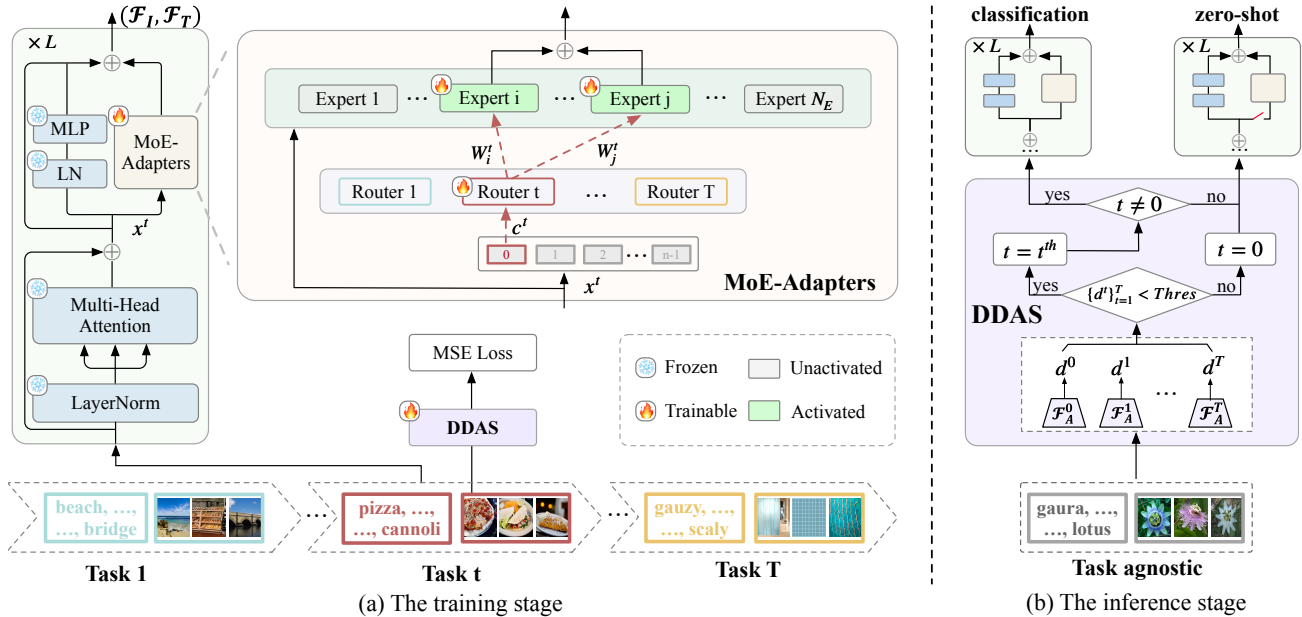 (ℱ_I, ℱ_T)
× L
MLP
LN
MoE-
Adapters
x^t
Multi-Head
Attention
LayerNorm
Expert 1
...
Expert i
...
Expert j
...
Expert N_E
W_i^t
W_j^t
Router 1
Router t
...
Router T
c^t
0
1
2
...
n-1
x^t
MoE-Adapters
MSE Loss
DDAS
Frozen
Unactivated
Trainable
Activated
beach, ...,
..., bridge
...
pizza, ...,
..., cannoli
...
gauzy, ...,
..., scaly
Task 1
Task t
Task T
(a) The training stage
classification
zero-shot
× L
× L
...
...
yes
t ≠ 0
no
t = t^{th}
t = 0
yes
{d^t}_{t=1}^T < Thres
no
DDAS
d^0
d^1
d^T
...
ℱ_A^0
ℱ_A^1
ℱ_A^T
gaura, ...,
..., lotus
Task agnostic
(b) The inference stage